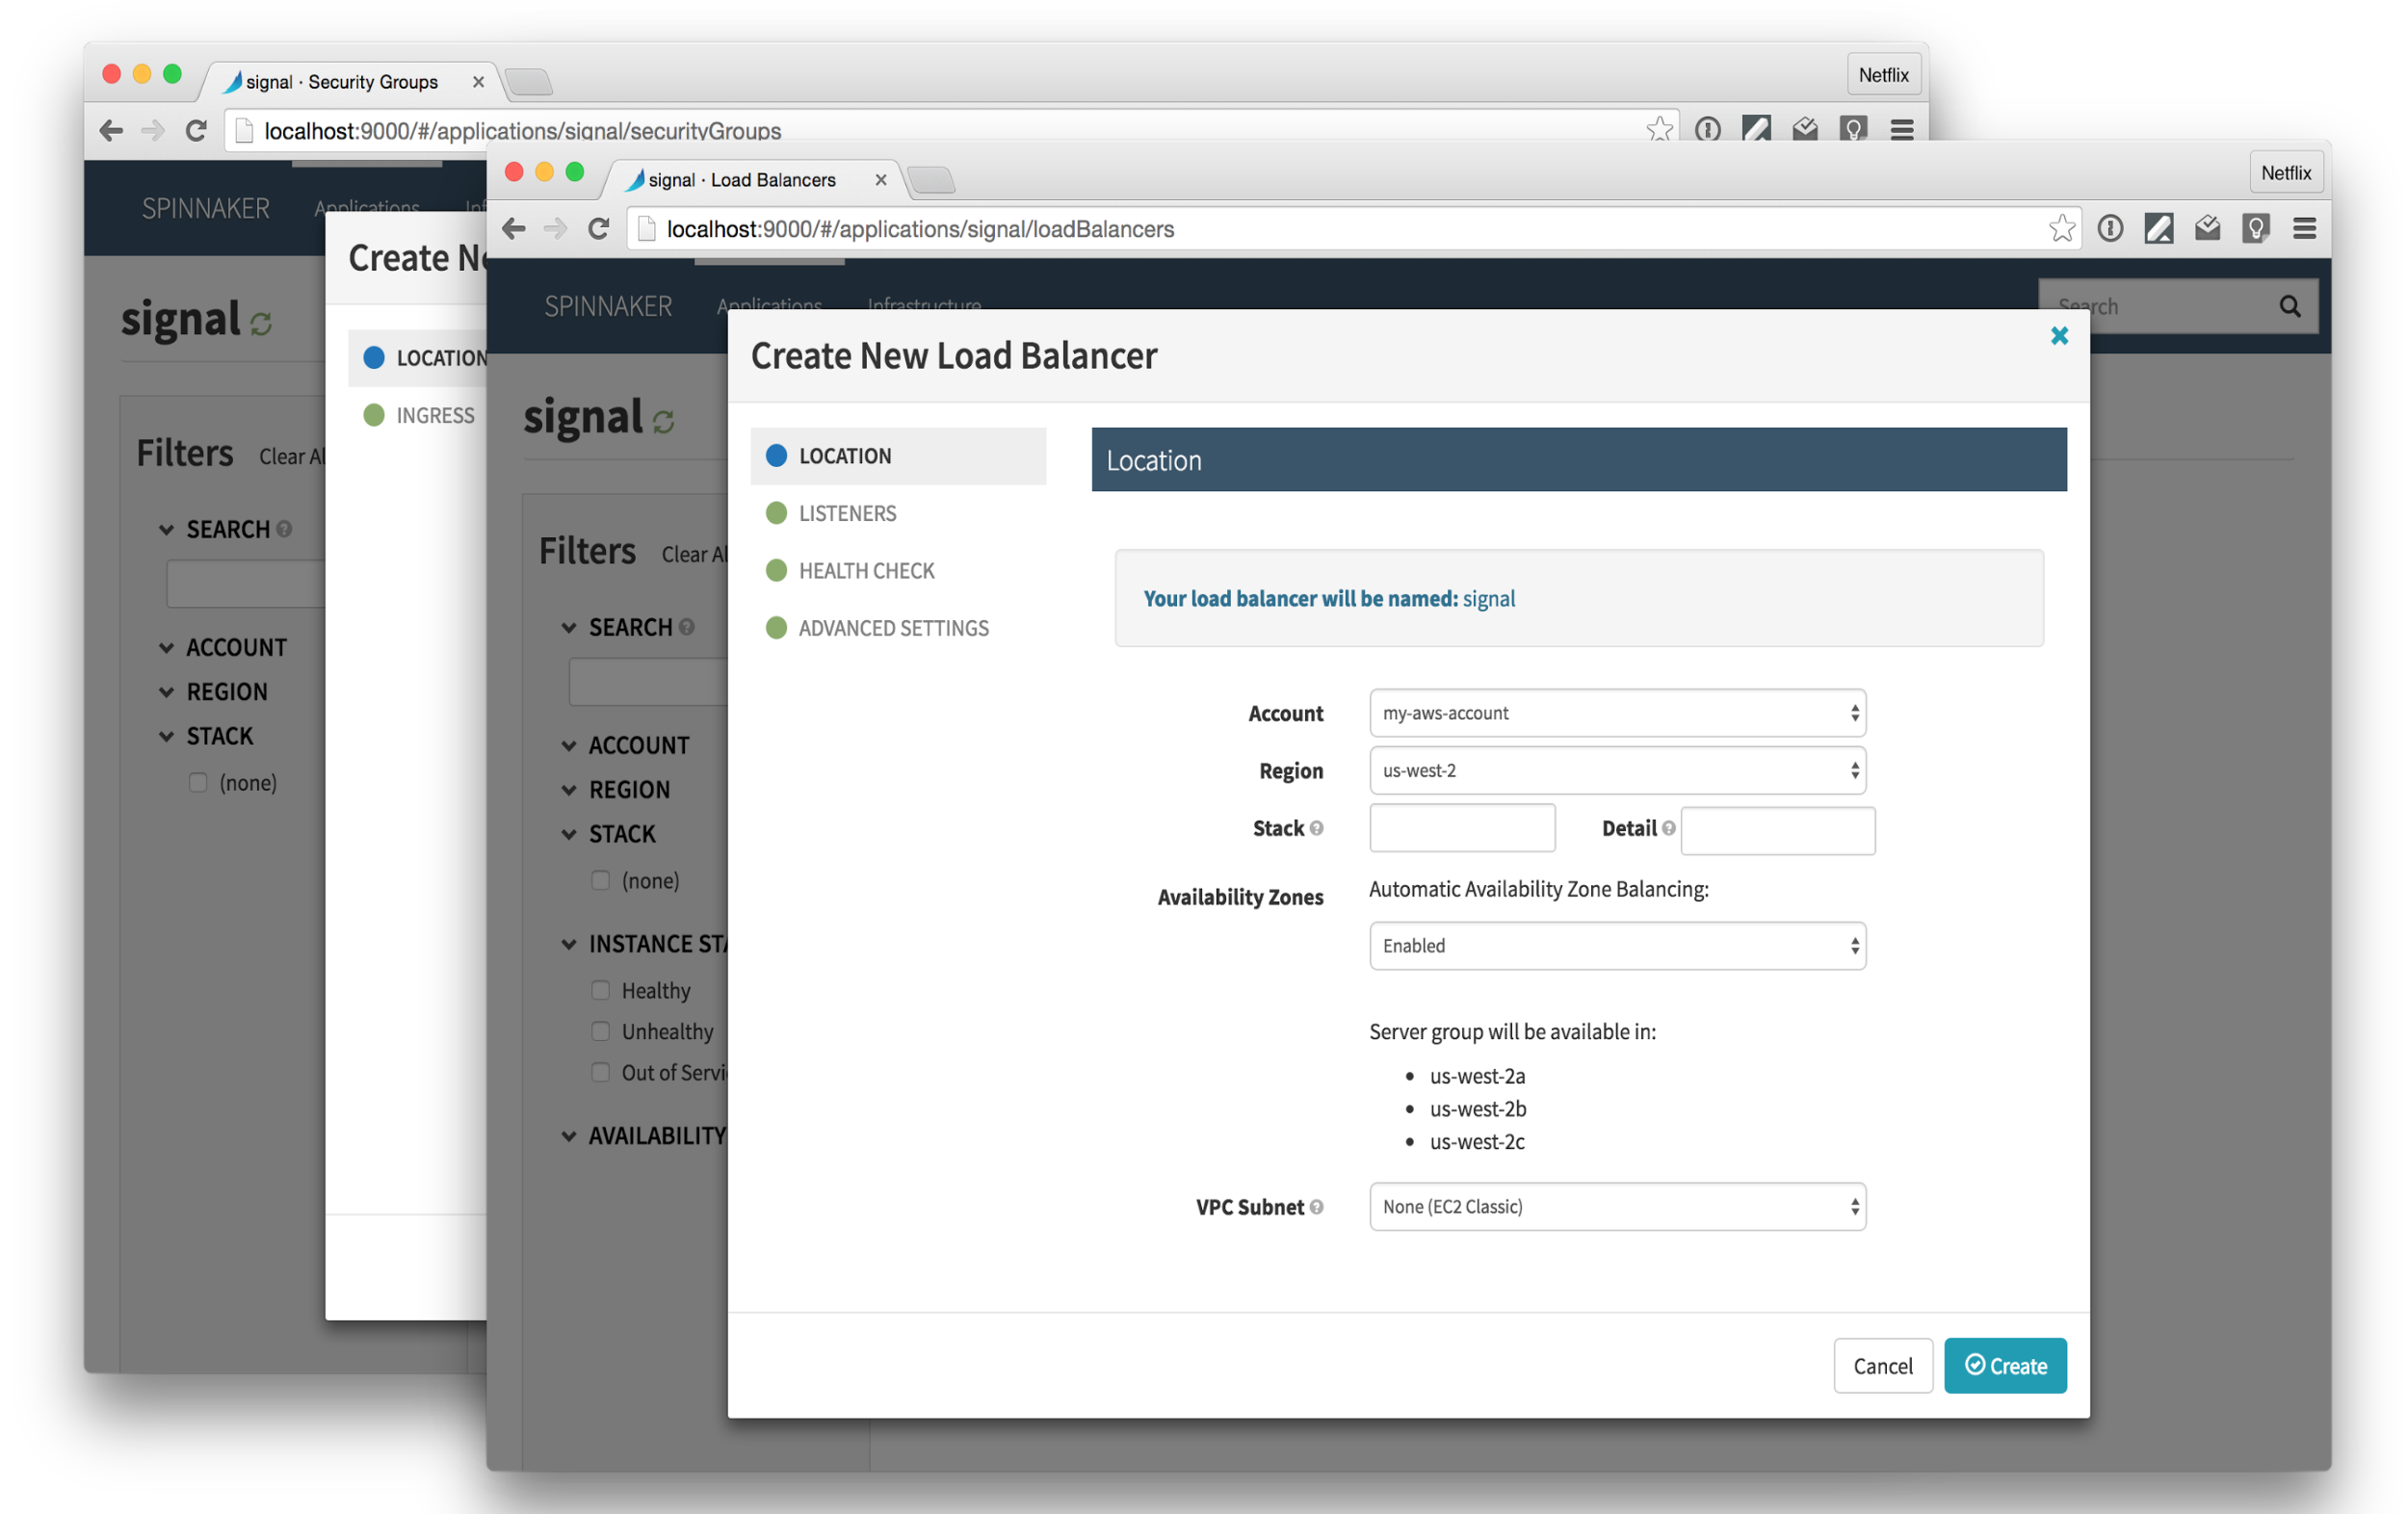 signal · Security Groups
Netflix
localhost:9000/#/applications/signal/securityGroups
SPINNAKER Applications
Create
signal
LOCATION
INGRESS
Filters Clear
SEARCH
ACCOUNT
REGION
STACK
(none)
signal · Load Balancers
Netflix
localhost:9000/#/applications/signal/loadBalancers
SPINNAKER Applications Infrastructure
Search
signal
Filters Clear
SEARCH
ACCOUNT
REGION
STACK
(none)
INSTANCE
Healthy
Unhealthy
Out of
AVAILABILITY
Create New Load Balancer
LOCATION
LISTENERS
HEALTH CHECK
ADVANCED SETTINGS
Location
Your load balancer will be named: signal
Account my-aws-account
Region us-west-2
Stack Detail
Availability Zones Automatic Availability Zone Balancing:
Enabled
Server group will be available in:
• us-west-2a
• us-west-2b
• us-west-2c
VPC Subnet None (EC2 Classic)
Cancel Create